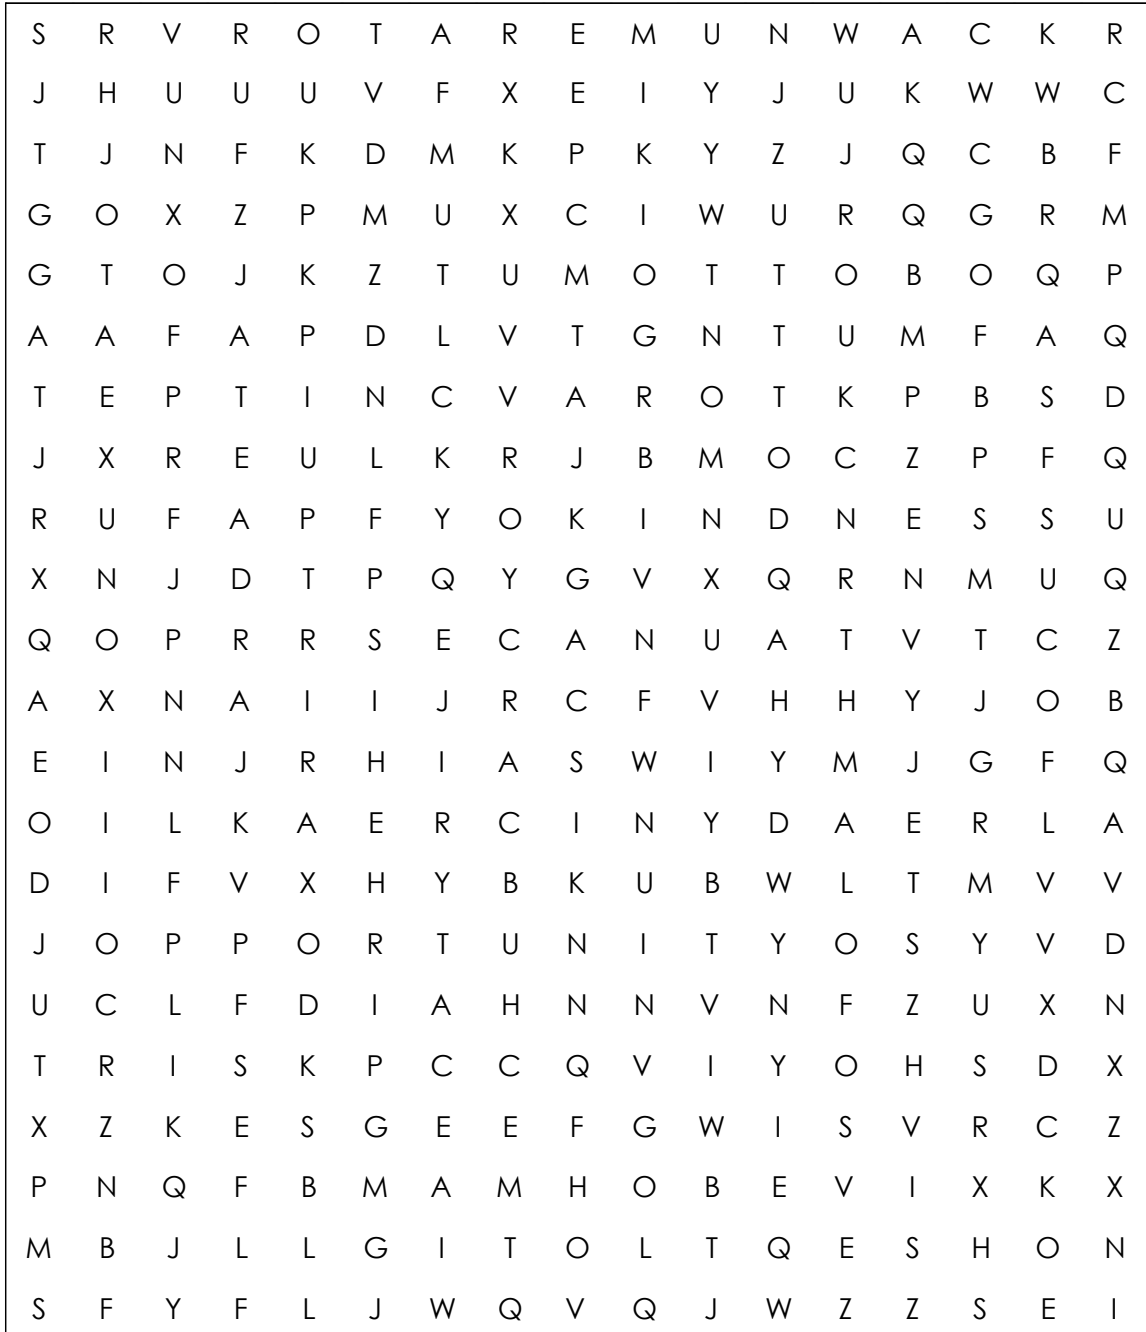 S R V R O T A R E M U N W A C K R
J H U U U V F X E I Y J U K W W C
T J N F K D M K P K Y Z J Q C B F
G O X Z P M U X C I W U R Q G R M
G T O J K Z T U M O T T O B O Q P
A A F A P D L V T G N T U M F A Q
T E P T I N C V A R O T K P B S D
J X R E U L K R J B M O C Z P F Q
R U F A P F Y O K I N D N E S S U
X N J D T P Q Y G V X Q R N M U Q
Q O P R R S E C A N U A T V T C Z
A X N A I I J R C F V H H Y J O B
E I N J R H I A S W I Y M J G F Q
O I L K A E R C I N Y D A E R L A
D I F V X H Y B K U B W L T M V V
J O P P O R T U N I T Y O S Y V D
U C L F D I A H N N V N F Z U X N
T R I S K P C C Q V I Y O H S D X
X Z K E S G E E F G W I S V R C Z
P N Q F B M A M H O B E V I X K X
M B J L L G I T O L T Q E S H O N
S F Y F L J W Q V Q J W Z Z S E I